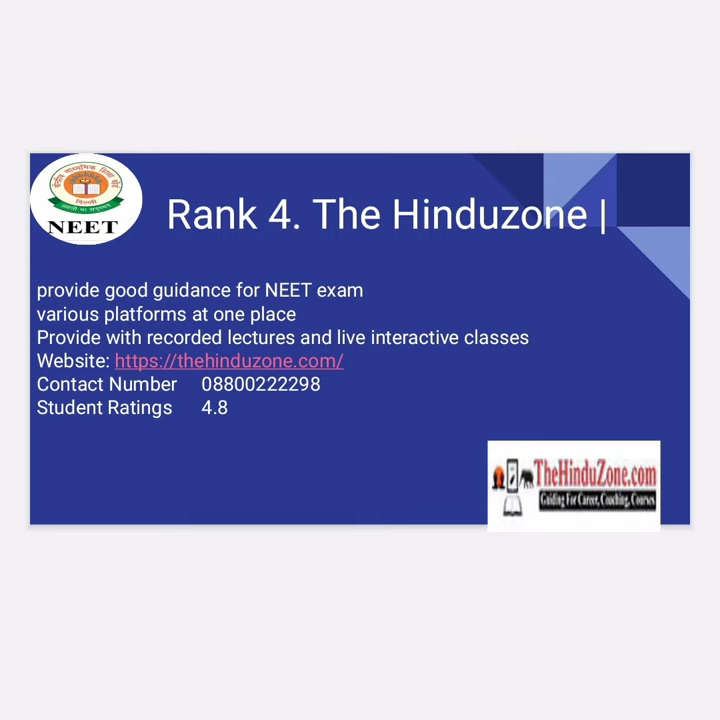 केन्द्रीय माध्यमिक शिक्षा बोर्ड
दिल्ली
NEET
Rank 4. The Hinduzone |
provide good guidance for NEET exam
various platforms at one place
Provide with recorded lectures and live interactive classes
Website: https://thehinduzone.com/
Contact Number 08800222298
Student Ratings 4.8
TheHinduZone.com
Guiding For Career, Coaching, Courses